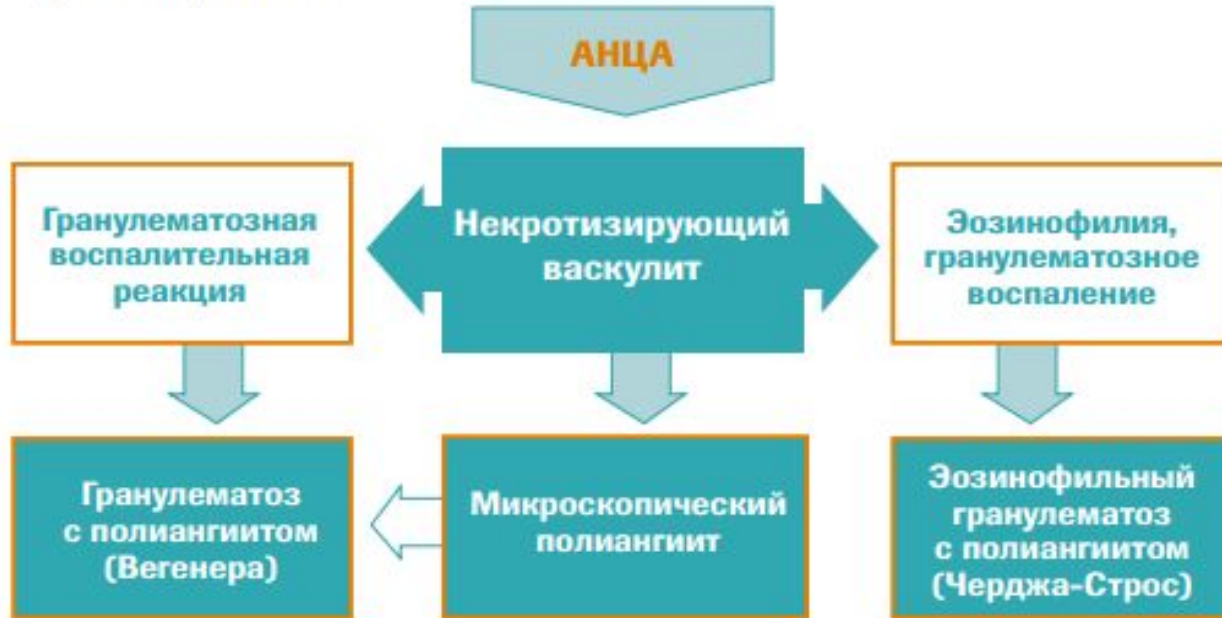 АНЦА
Гранулематозная
воспалительная
реакция
Некротизирующий
васкулит
Эозинофилия,
гранулематозное
воспаление
Гранулематоз
с полиангиитом
(Вегенера)
Микроскопический
полиангиит
Эозинофильный
гранулематоз
с полиангиитом
(Черджа-Строс)